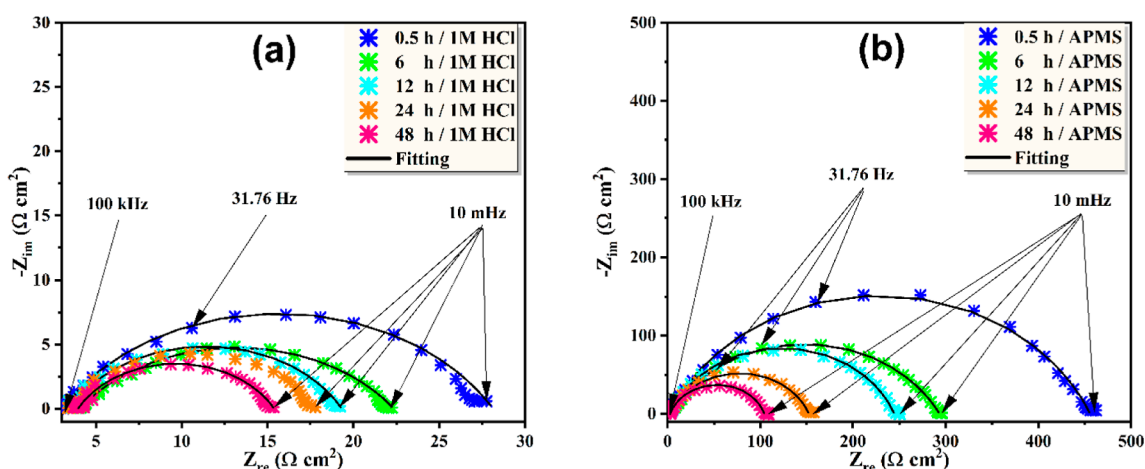 (a)
0.5 h / 1M HCl
6 h / 1M HCl
12 h / 1M HCl
24 h / 1M HCl
48 h / 1M HCl
Fitting
100 kHz
31.76 Hz
10 mHz
30
25
20
15
10
5
0
-Zim (Ω cm²)
5
10
15
20
25
30
Zre (Ω cm²)
(b)
0.5 h / APMS
6 h / APMS
12 h / APMS
24 h / APMS
48 h / APMS
Fitting
100 kHz
31.76 Hz
10 mHz
500
400
300
200
150
100
50
0
-Zim (Ω cm²)
0
100
200
300
400
500
Zre (Ω cm²)